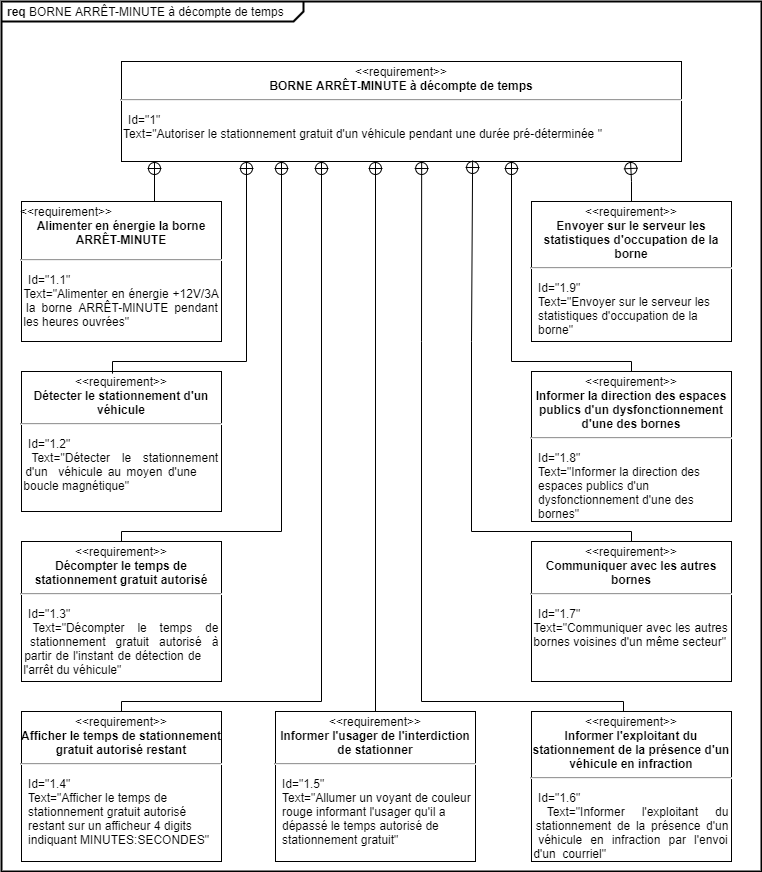 req BORNE ARRÊT-MINUTE à décompte de temps
<<requirement>>
BORNE ARRÊT-MINUTE à décompte de temps
Id="1"
Text="Autoriser le stationnement gratuit d'un véhicule pendant une durée pré-déterminée "
<<requirement>>
Alimenter en énergie la borne
ARRÊT-MINUTE
Id="1.1"
Text="Alimenter en énergie +12V/3A
la borne ARRÊT-MINUTE pendant
les heures ouvrées"
<<requirement>>
Envoyer sur le serveur les
statistiques d'occupation de la
borne
Id="1.9"
Text="Envoyer sur le serveur les
statistiques d'occupation de la
borne"
<<requirement>>
Détecter le stationnement d'un
véhicule
Id="1.2"
Text="Détecter le stationnement
d'un véhicule au moyen d'une
boucle magnétique"
<<requirement>>
Informer la direction des espaces
publics d'un dysfonctionnement
d'une des bornes
Id="1.8"
Text="Informer la direction des
espaces publics d'un
dysfonctionnement d'une des
bornes"
<<requirement>>
Décompter le temps de
stationnement gratuit autorisé
Id="1.3"
Text="Décompter le temps de
stationnement gratuit autorisé à
partir de l'instant de détection de
l'arrêt du véhicule"
<<requirement>>
Communiquer avec les autres
bornes
Id="1.7"
Text="Communiquer avec les autres
bornes voisines d'un même secteur"
<<requirement>>
Afficher le temps de stationnement
gratuit autorisé restant
Id="1.4"
Text="Afficher le temps de
stationnement gratuit autorisé
restant sur un afficheur 4 digits
indiquant MINUTES:SECONDES"
<<requirement>>
Informer l'usager de l'interdiction
de stationner
Id="1.5"
Text="Allumer un voyant de couleur
rouge informant l'usager qu'il a
dépassé le temps autorisé de
stationnement gratuit"
<<requirement>>
Informer l'exploitant du
stationnement de la présence d'un
véhicule en infraction
Id="1.6"
Text="Informer l'exploitant du
stationnement de la présence d'un
véhicule en infraction par l'envoi
d'un courriel"